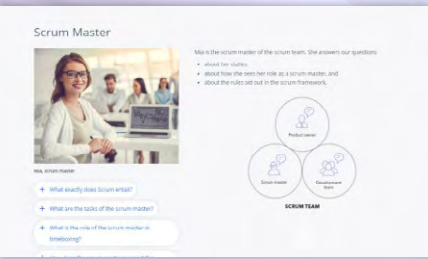 Scrum Master
Mia is the scrum master of the scrum team. She answers our questions
• about her duties,
• about how she sees her role as a scrum master, and
• about the rules set out in the scrum framework.
Product owner
Scrum master
Development
team
SCRUM TEAM
Mia, scrum master
+ What exactly does Scrum entail?
+ What are the tasks of the scrum master?
+ What is the role of the scrum master in
timeboxing?